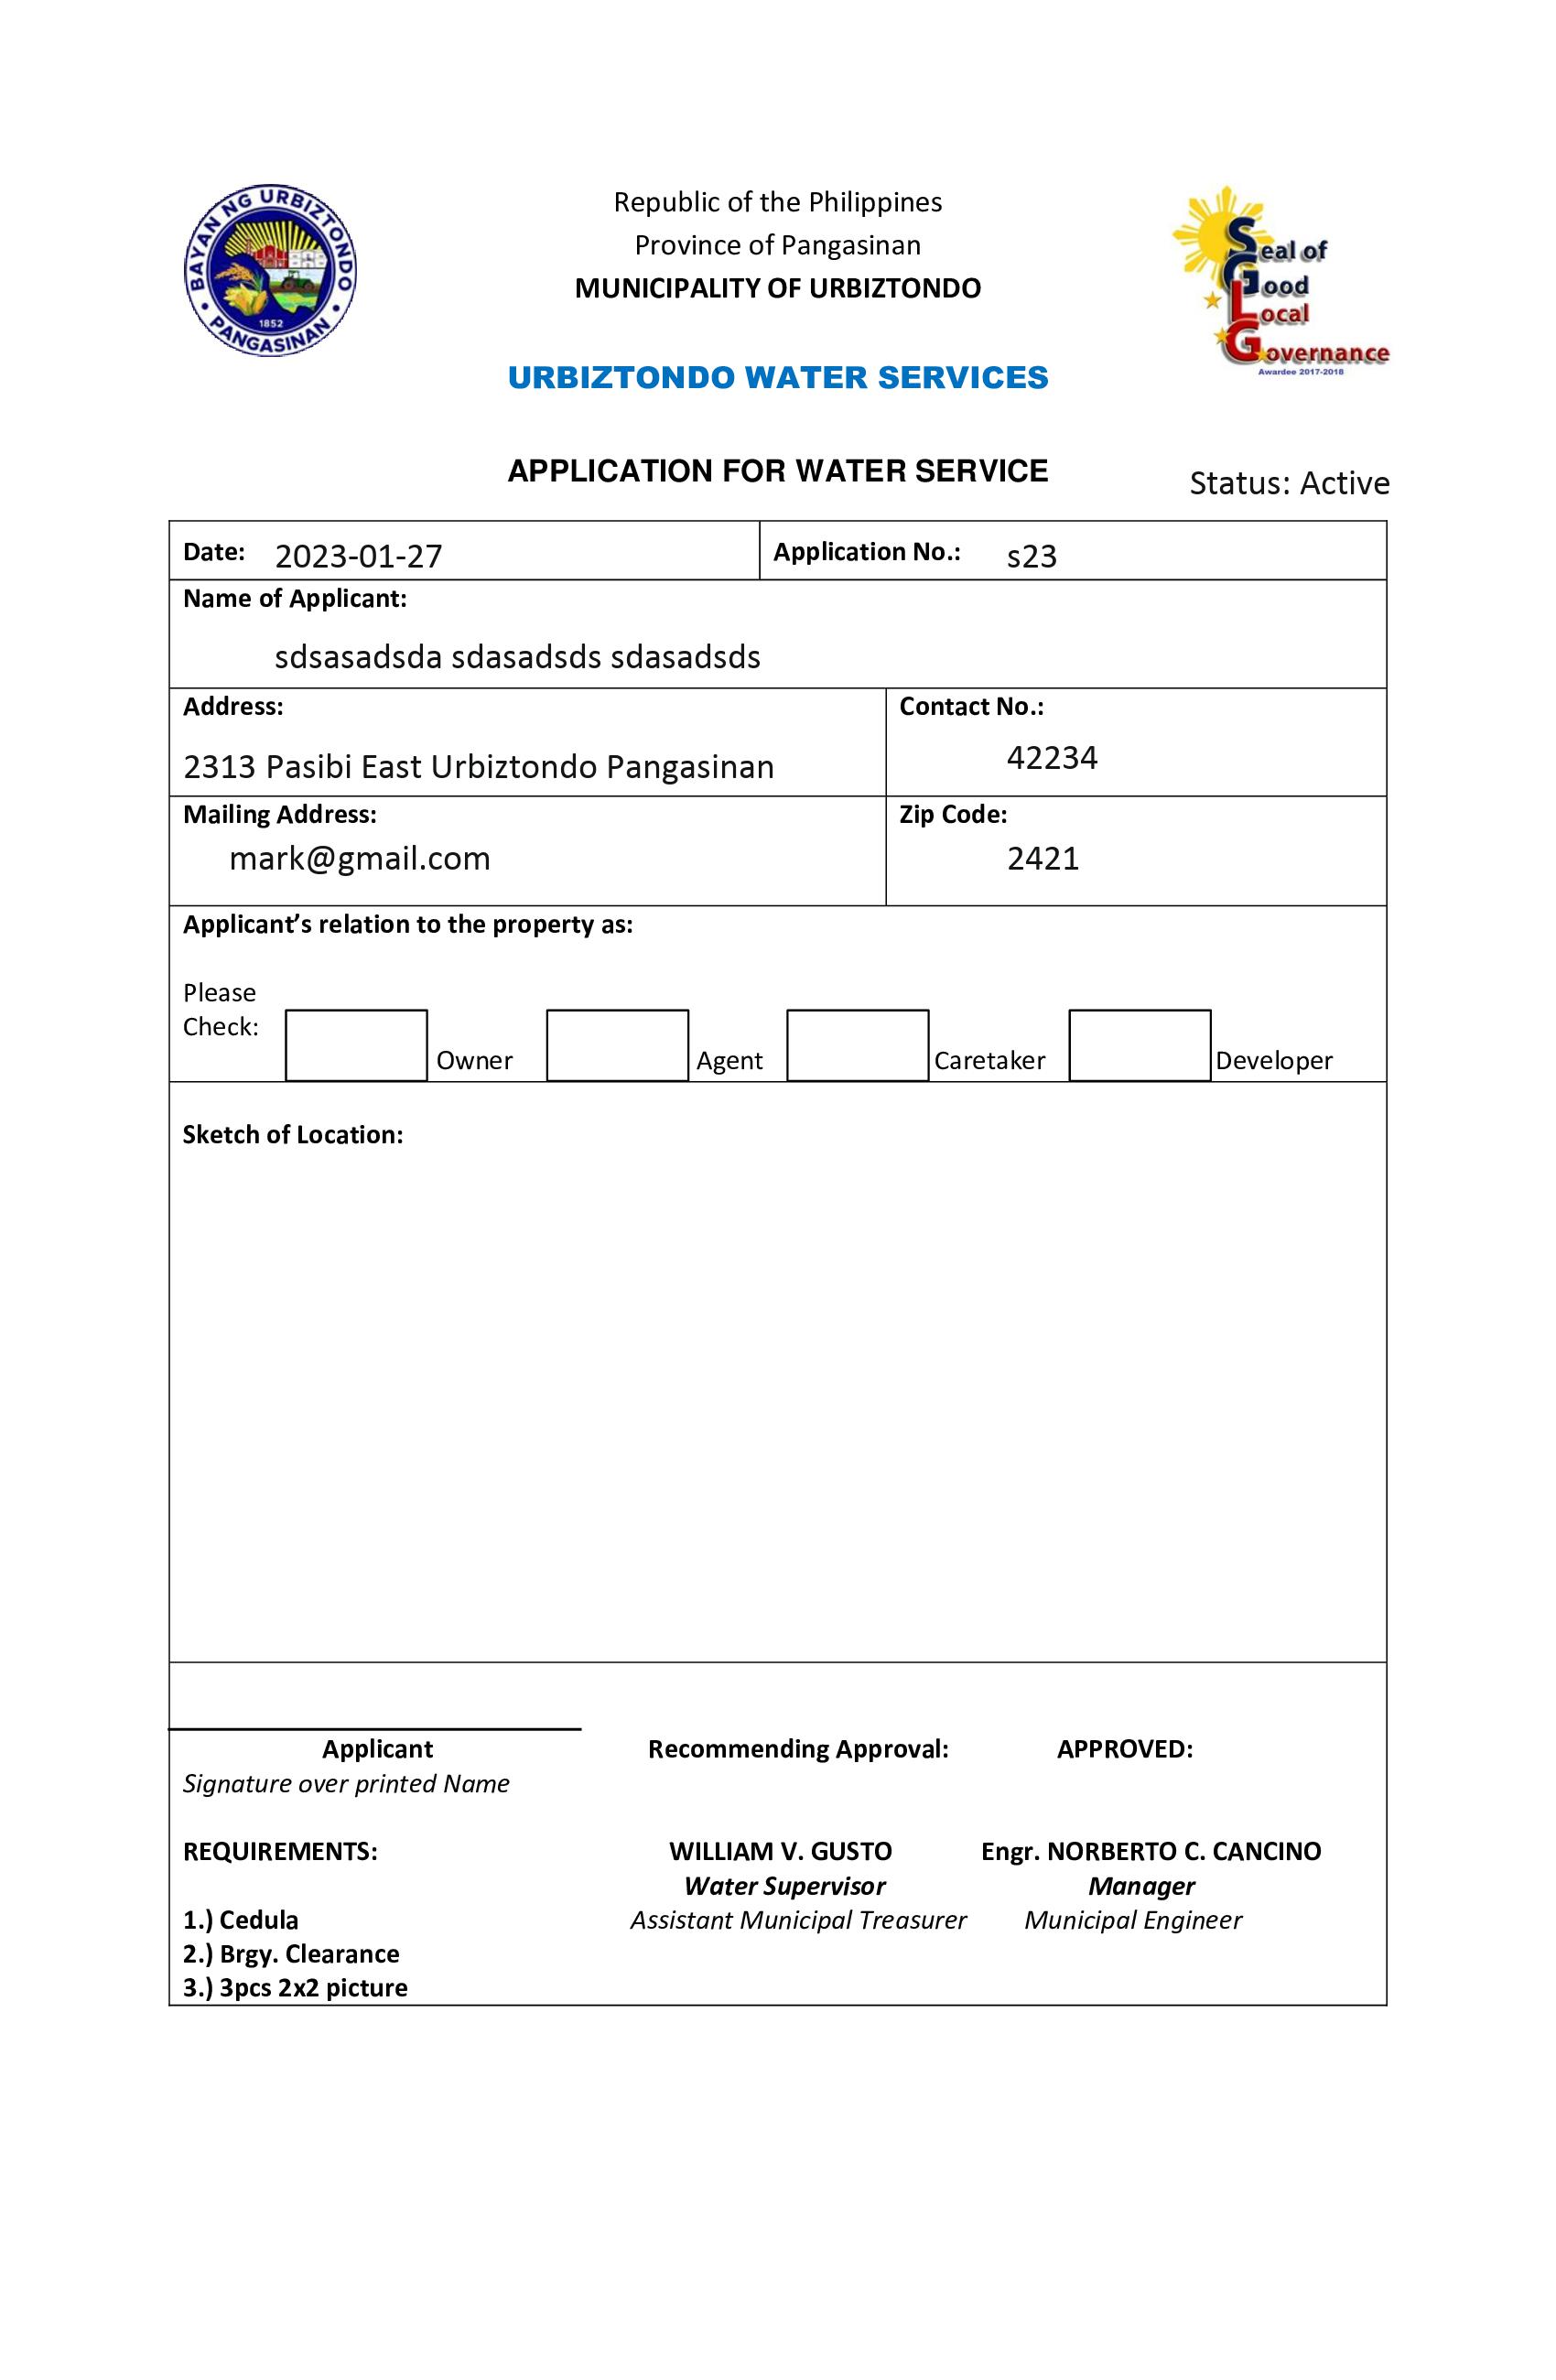 BAYAN NG URBIZTONDO
1852
PANGASINAN
Republic of the Philippines
Province of Pangasinan
MUNICIPALITY OF URBIZTONDO
Seal of
Good
Local
Governance
Awardee 2017-2018
URBIZTONDO WATER SERVICES
APPLICATION FOR WATER SERVICE
Status: Active
Date: 2023-01-27 Application No.: s23
Name of Applicant:
sdsasadsda sdasadsds sdasadsds
Address: Contact No.:
2313 Pasibi East Urbiztondo Pangasinan 42234
Mailing Address: Zip Code:
mark@gmail.com 2421
Applicant’s relation to the property as:
Please
Check:
Owner Agent Caretaker Developer
Sketch of Location:
Applicant Recommending Approval: APPROVED:
Signature over printed Name
REQUIREMENTS: WILLIAM V. GUSTO Engr. NORBERTO C. CANCINO
Water Supervisor Manager
1.) Cedula Assistant Municipal Treasurer Municipal Engineer
2.) Brgy. Clearance
3.) 3pcs 2x2 picture